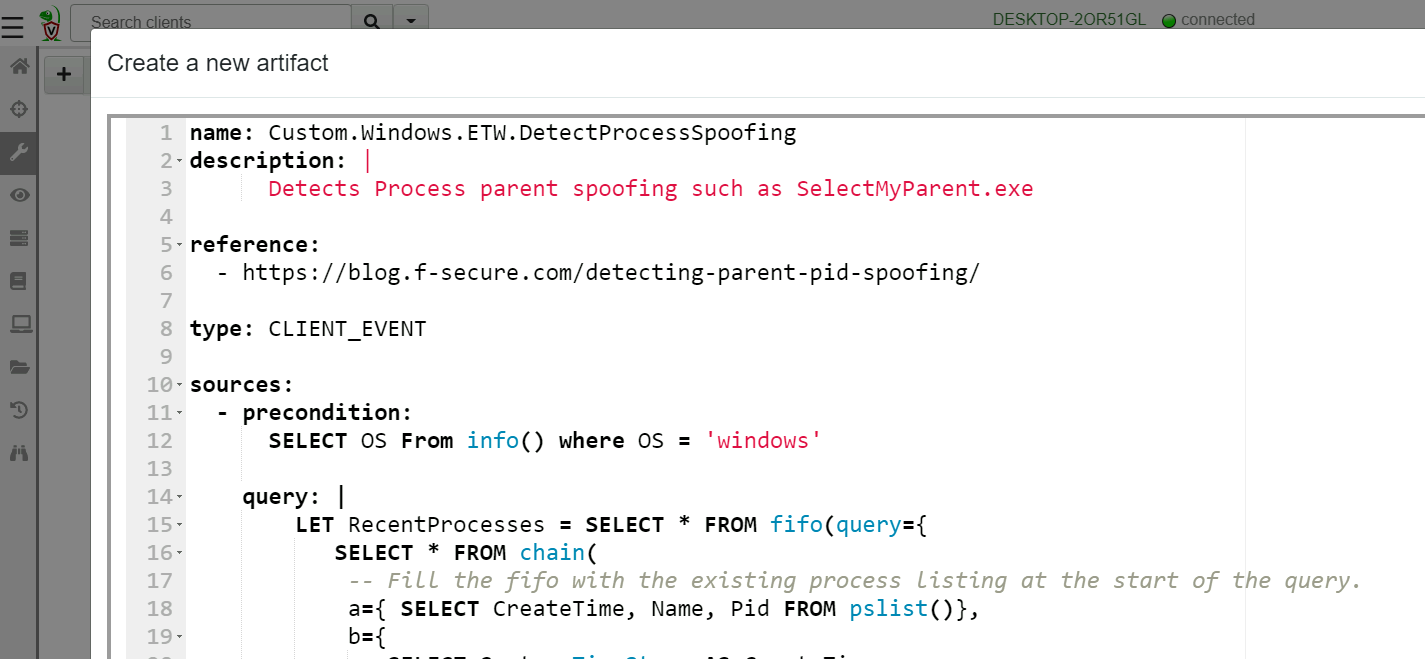 Search clients
DESKTOP-2OR51GL connected
Create a new artifact
1 name: Custom.Windows.ETW.DetectProcessSpoofing
2 description: |
3 Detects Process parent spoofing such as SelectMyParent.exe
4
5 reference:
6 - https://blog.f-secure.com/detecting-parent-pid-spoofing/
7
8 type: CLIENT_EVENT
9
10 sources:
11 - precondition:
12 SELECT OS From info() where OS = 'windows'
13
14 query: |
15 LET RecentProcesses = SELECT * FROM fifo(query={
16 SELECT * FROM chain(
17 -- Fill the fifo with the existing process listing at the start of the query.
18 a={ SELECT CreateTime, Name, Pid FROM pslist()},
19 b={